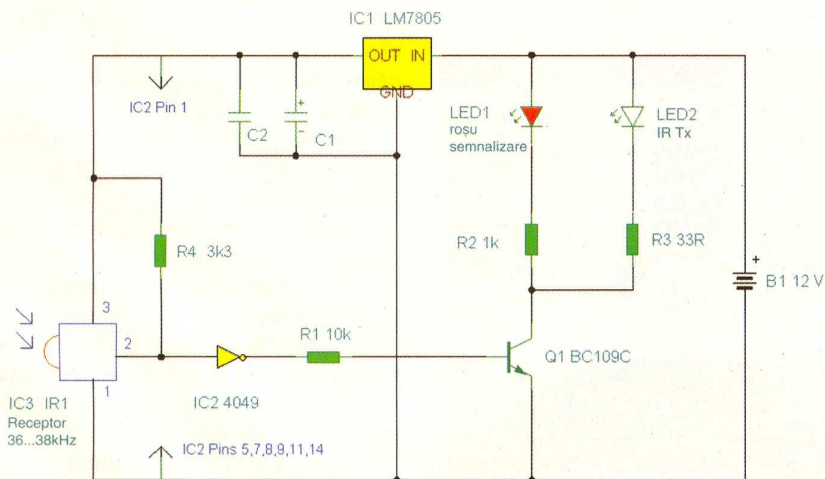 IC1 LM7805
OUT IN
GND
IC2 Pin 1
C2
C1
+
-
LED1
roșu
semnalizare
LED2
IR Tx
R4 3k3
R2 1k
R3 33R
+
B1 12 V
3
2
1
R1 10k
Q1 BC109C
IC3 IR1
Receptor
36...38kHz
IC2 4049
IC2 Pins 5,7,8,9,11,14